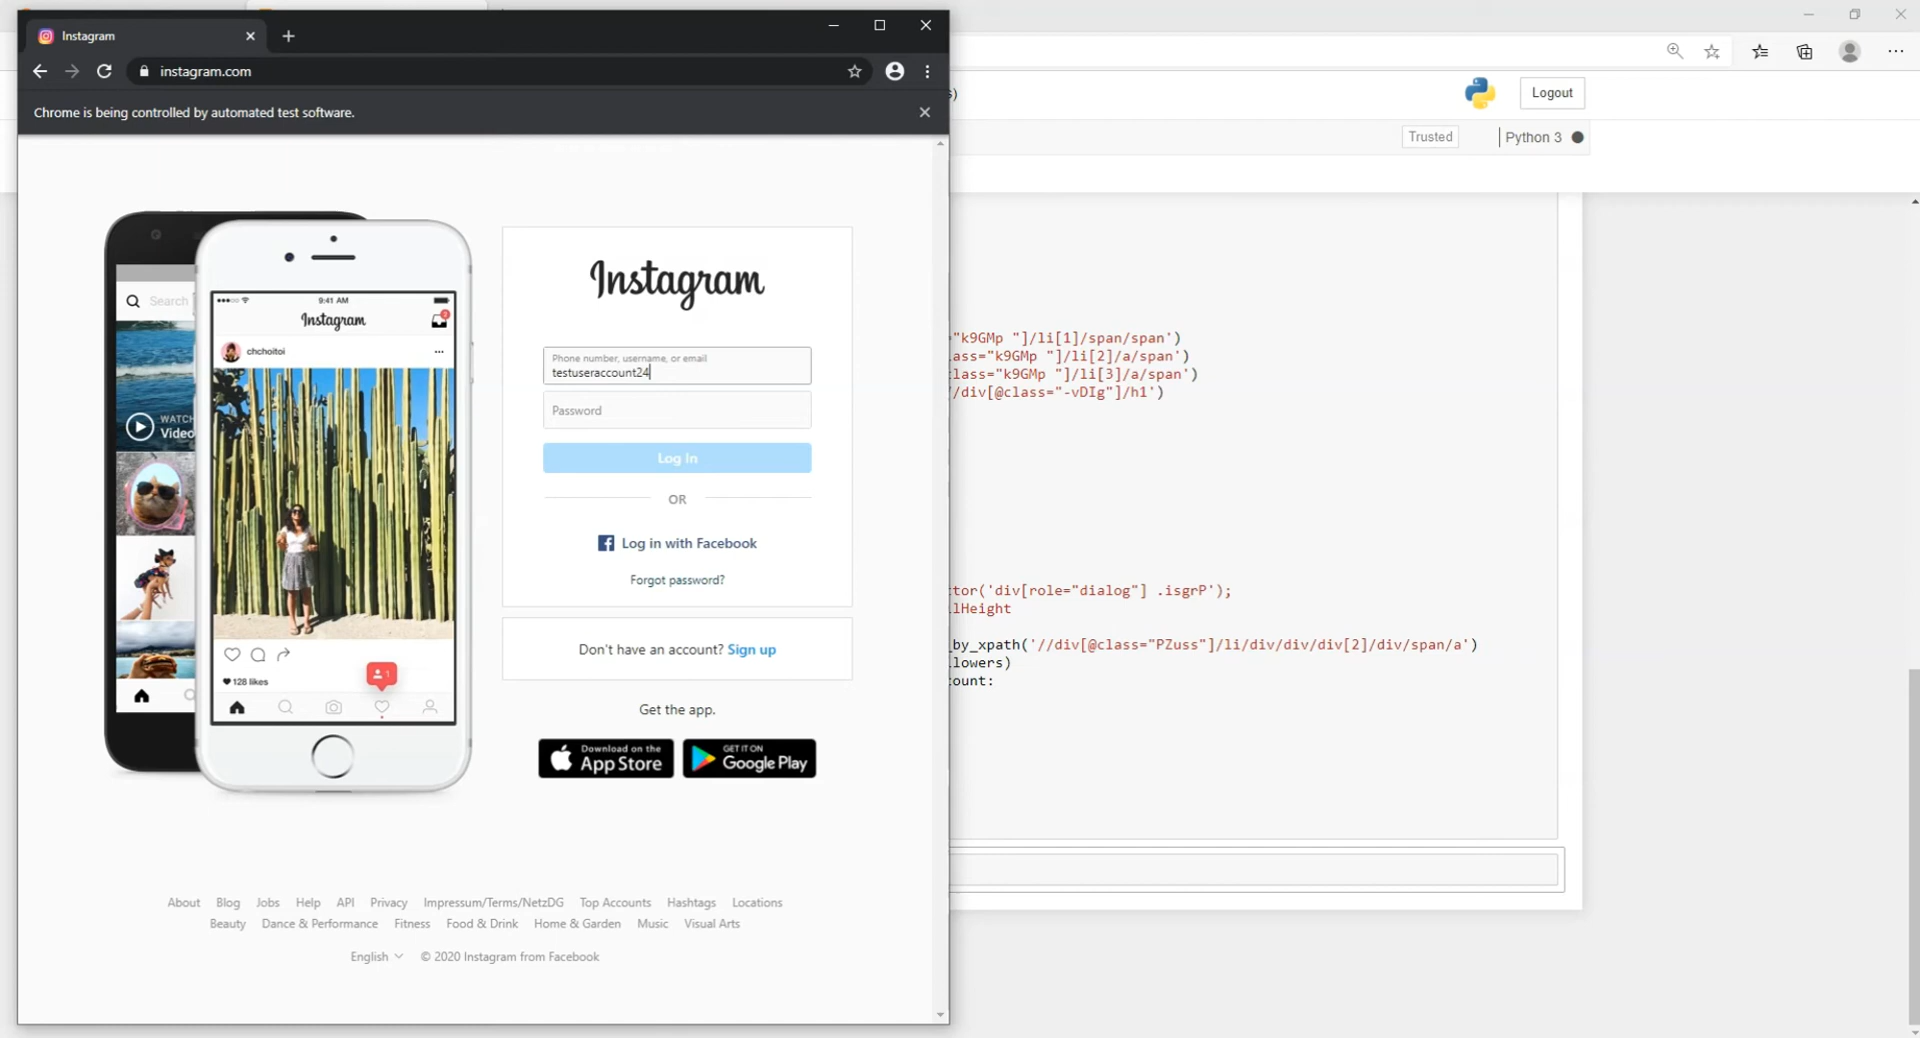 Instagram
instagram.com
Chrome is being controlled by automated test software.
Search
WATCH
Video
9:41 AM
Instagram
2
chchoitoi
128 likes
1
Instagram
Phone number, username, or email
testuseraccount24
Password
Log In
OR
Log in with Facebook
Forgot password?
Don't have an account? Sign up
Get the app.
Download on the
App Store
GET IT ON
Google Play
About Blog Jobs Help API Privacy Impressum/Terms/NetzDG Top Accounts Hashtags Locations
Beauty Dance & Performance Fitness Food & Drink Home & Garden Music Visual Arts
English © 2020 Instagram from Facebook
)
Logout
Trusted
Python 3
="k9GMp "]/li[1]/span/span')
ass="k9GMp "]/li[2]/a/span')
lass="k9GMp "]/li[3]/a/span')
/div[@class="-vDIg"]/h1')
tor('div[role="dialog"] .isgrP');
lHeight
_by_xpath('//div[@class="PZuss"]/li/div/div/div[2]/div/span/a')
lowers)
ount: